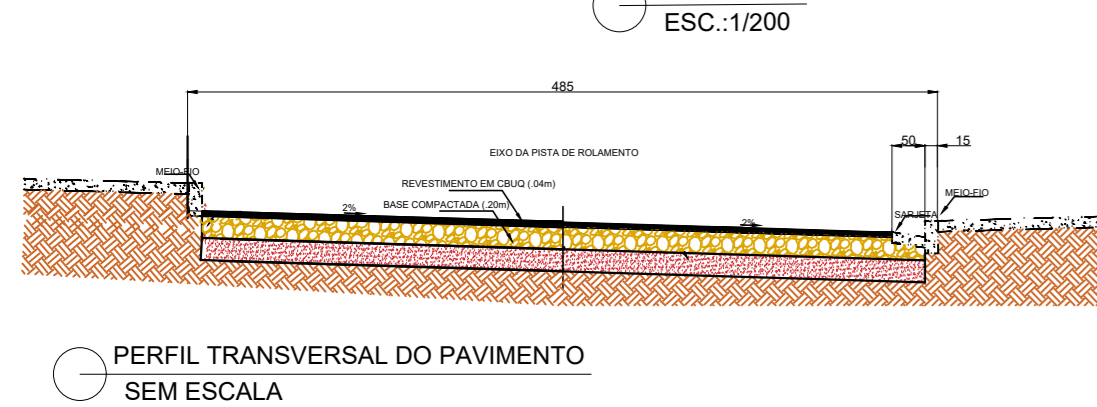 ESC.:1/200
485
50
15
EIXO DA PISTA DE ROLAMENTO
MEIO-FIO
REVESTIMENTO EM CBUQ (.04m)
MEIO-FIO
BASE COMPACTADA (.20m)
2%
SARJETA
2%
PERFIL TRANSVERSAL DO PAVIMENTO
SEM ESCALA